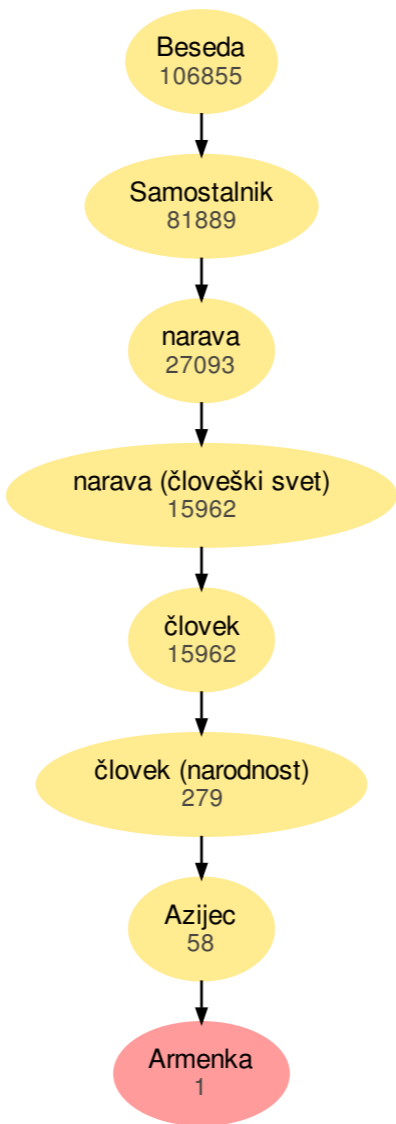 Beseda
106855
Samostalnik
81889
narava
27093
narava (človeški svet)
15962
človek
15962
človek (narodnost)
279
Azijec
58
Armenka
1